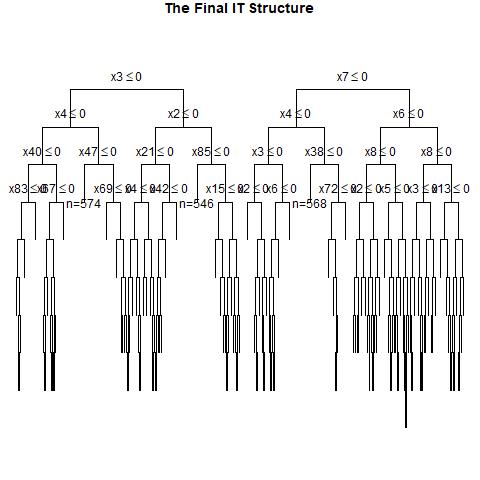 The Final IT Structure
x3 ≤ 0 x7 ≤ 0
x4 ≤ 0 x2 ≤ 0 x4 ≤ 0 x6 ≤ 0
x40 ≤ 0 x47 ≤ 0 x21 ≤ 0 x85 ≤ 0 x3 ≤ 0 x38 ≤ 0 x8 ≤ 0 x8 ≤ 0
x83 ≤ 0 x67 ≤ 0 x69 ≤ 0 x4 ≤ 0 x42 ≤ 0 x15 ≤ 0 x2 ≤ 0 x6 ≤ 0 x72 ≤ 0 x2 ≤ 0 x5 ≤ 0 x3 ≤ 0 x13 ≤ 0
n=574 n=546 n=568